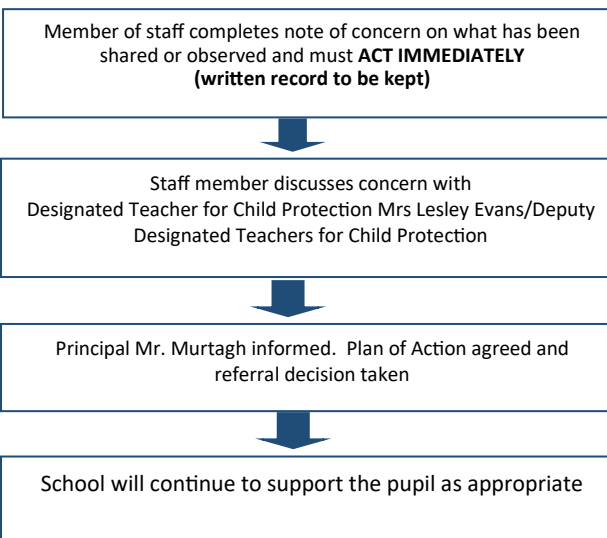 Member of staff completes note of concern on what has been
shared or observed and must ACT IMMEDIATELY
(written record to be kept)
Staff member discusses concern with
Designated Teacher for Child Protection Mrs Lesley Evans/Deputy
Designated Teachers for Child Protection
Principal Mr. Murtagh informed.  Plan of Action agreed and
referral decision taken
School will continue to support the pupil as appropriate